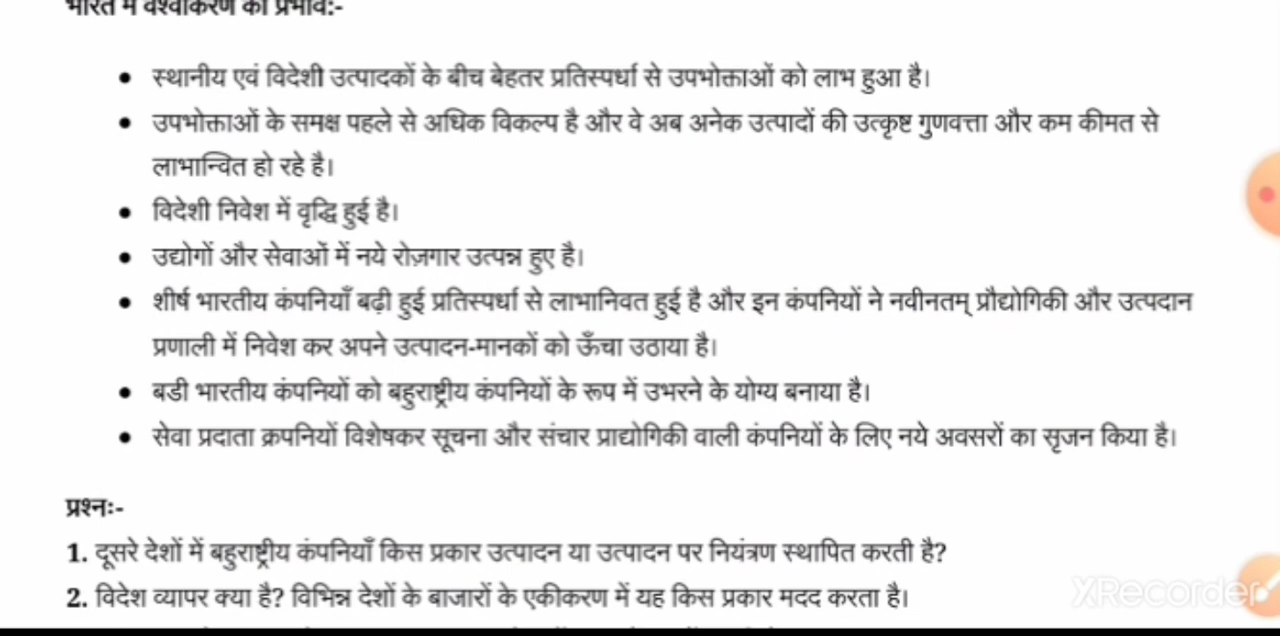 भारत में वैश्वीकरण का प्रभाव:-
• स्थानीय एवं विदेशी उत्पादकों के बीच बेहतर प्रतिस्पर्धा से उपभोक्ताओं को लाभ हुआ है।
• उपभोक्ताओं के समक्ष पहले से अधिक विकल्प है और वे अब अनेक उत्पादों की उत्कृष्ट गुणवत्ता और कम कीमत से
लाभान्वित हो रहे है।
• विदेशी निवेश में वृद्धि हुई है।
• उद्योगों और सेवाओं में नये रोज़गार उत्पन्न हुए है।
• शीर्ष भारतीय कंपनियाँ बढ़ी हुई प्रतिस्पर्धा से लाभानिवत हुई है और इन कंपनियों ने नवीनतम् प्रौद्योगिकी और उत्पदान
प्रणाली में निवेश कर अपने उत्पादन-मानकों को ऊँचा उठाया है।
• बडी भारतीय कंपनियों को बहुराष्ट्रीय कंपनियों के रूप में उभरने के योग्य बनाया है।
• सेवा प्रदाता क्रपनियों विशेषकर सूचना और संचार प्राद्योगिकी वाली कंपनियों के लिए नये अवसरों का सृजन किया है।
प्रश्नः-
1. दूसरे देशों में बहुराष्ट्रीय कंपनियाँ किस प्रकार उत्पादन या उत्पादन पर नियंत्रण स्थापित करती है?
2. विदेश व्यापर क्या है? विभिन्न देशों के बाजारों के एकीकरण में यह किस प्रकार मदद करता है।
XRecorder